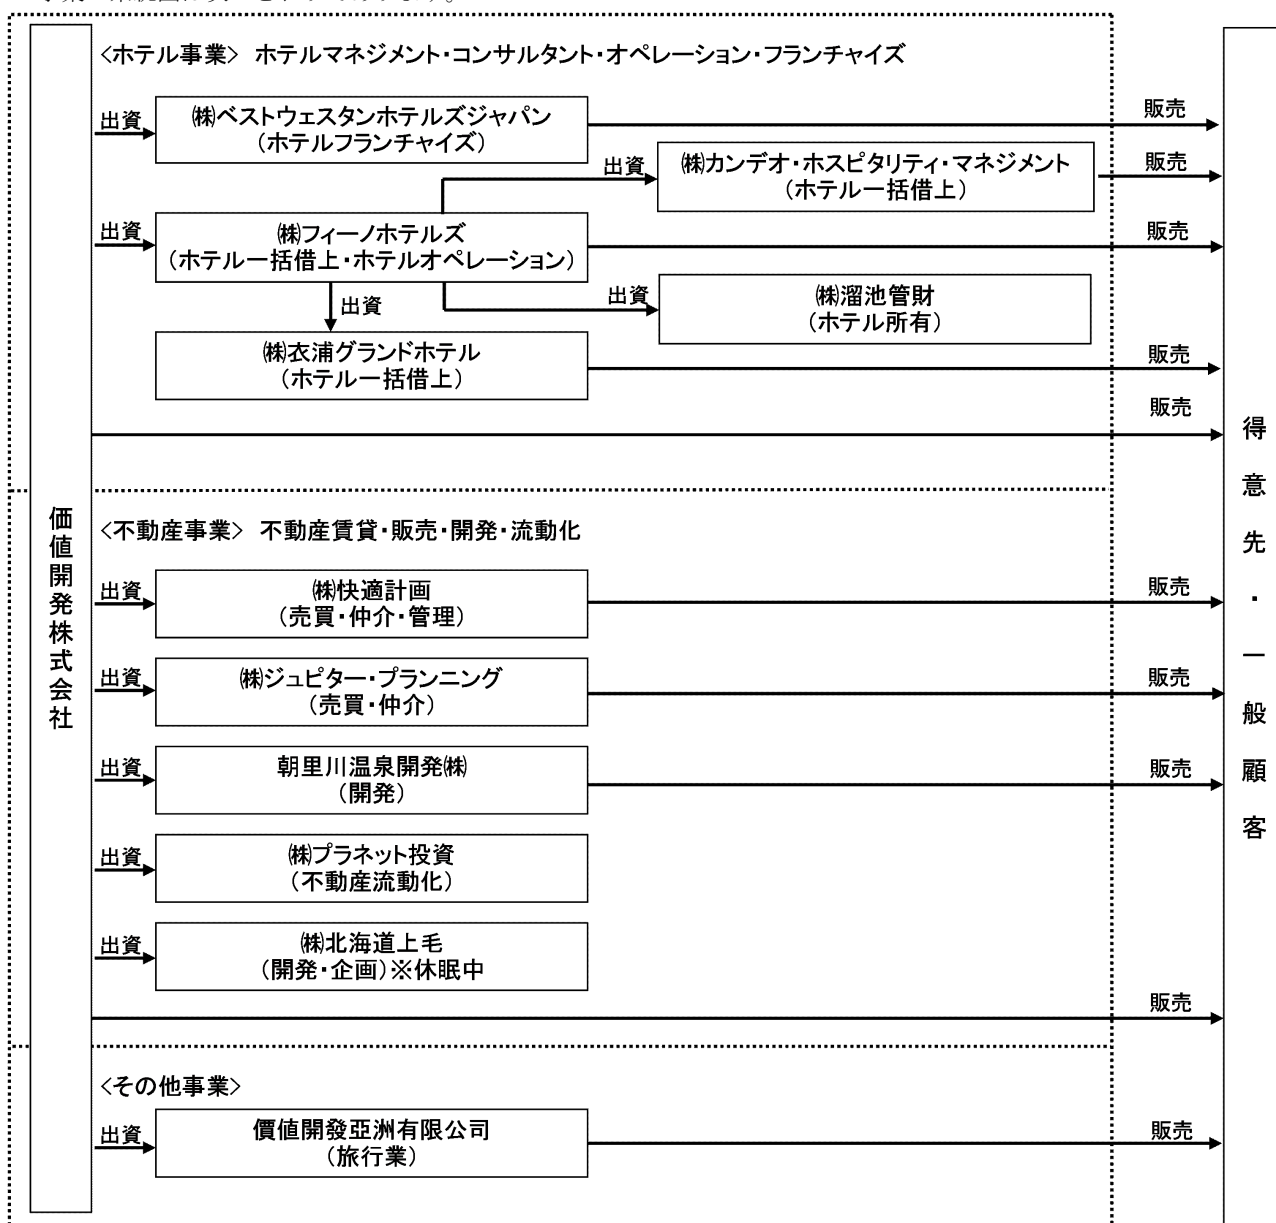 <ホテル事業> ホテルマネジメント・コンサルタント・オペレーション・フランチャイズ
出資
㈱ベストウェスタンホテルズジャパン
(ホテルフランチャイズ)
販売
出資
㈱カンデオ・ホスピタリティ・マネジメント
(ホテル一括借上)
販売
出資
㈱フィーノホテルズ
(ホテル一括借上・ホテルオペレーション)
販売
出資
㈱溜池管財
(ホテル所有)
出資
㈱衣浦グランドホテル
(ホテル一括借上)
販売
販売
価値開発株式会社
得意先・一般顧客
<不動産事業> 不動産賃貸・販売・開発・流動化
出資
㈱快適計画
(売買・仲介・管理)
販売
出資
㈱ジュピター・プランニング
(売買・仲介)
販売
出資
朝里川温泉開発㈱
(開発)
販売
出資
㈱プラネット投資
(不動産流動化)
出資
㈱北海道上毛
(開発・企画)※休眠中
販売
<その他事業>
出資
價値開發亞洲有限公司
(旅行業)
販売